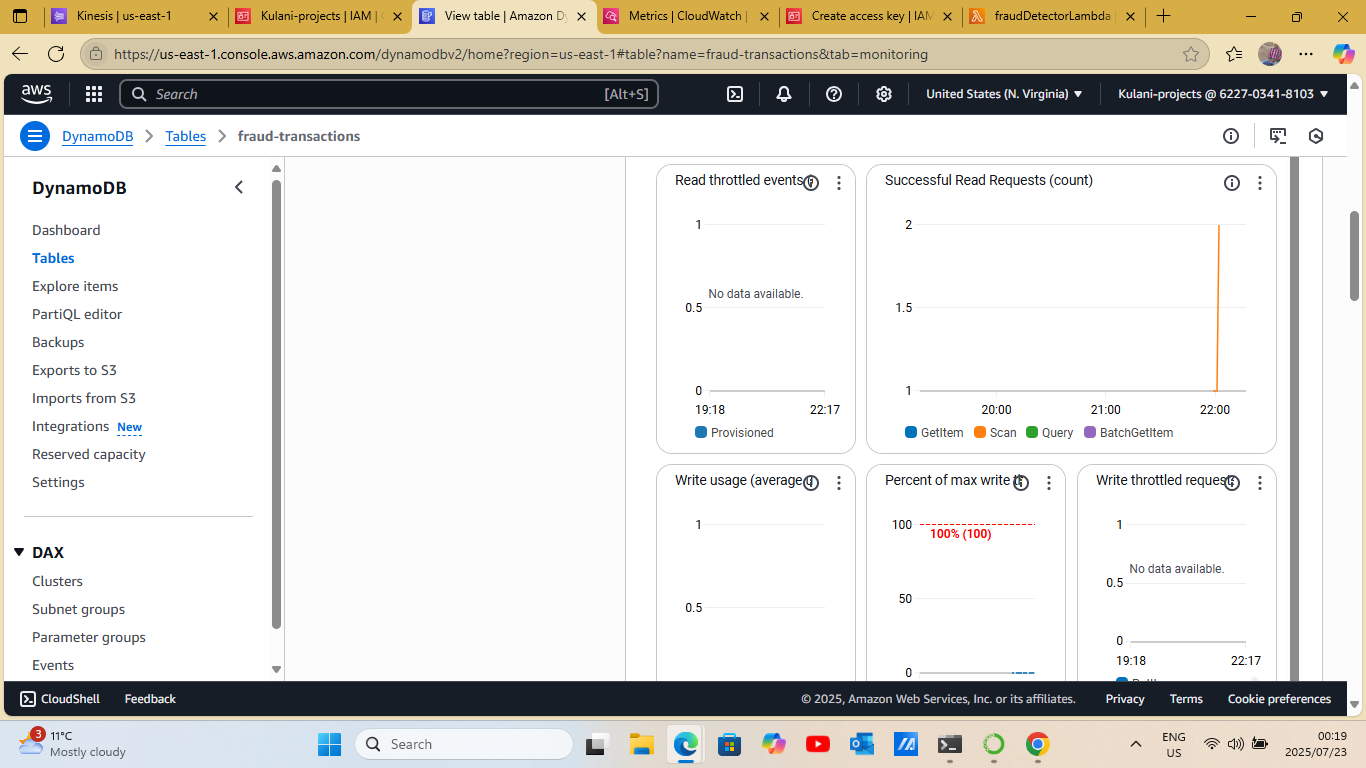 Kinesis | us-east-1
Kulani-projects | IAM |
View table | Amazon D
Metrics | CloudWatch |
Create access key | IAM
fraudDetectorLambda
https://us-east-1.console.aws.amazon.com/dynamodbv2/home?region=us-east-1#table?name=fraud-transactions&tab=monitoring
aws
Search
[Alt+S]
United States (N. Virginia)
Kulani-projects @ 6227-0341-8103
DynamoDB
Tables
fraud-transactions
DynamoDB
Dashboard
Tables
Explore items
PartiQL editor
Backups
Exports to S3
Imports from S3
Integrations New
Reserved capacity
Settings
DAX
Clusters
Subnet groups
Parameter groups
Events
Read throttled events
1
No data available.
0.5
0
19:18 22:17
Provisioned
Successful Read Requests (count)
2
1.5
1
20:00 21:00 22:00
GetItem Scan Query BatchGetItem
Write usage (average
1
0.5
Percent of max write
100
100% (100)
50
0
Write throttled request
1
No data available.
0.5
0
19:18 22:17
CloudShell
Feedback
© 2025, Amazon Web Services, Inc. or its affiliates.
Privacy
Terms
Cookie preferences
3
11°C
Mostly cloudy
Search
ENG
US
00:19
2025/07/23